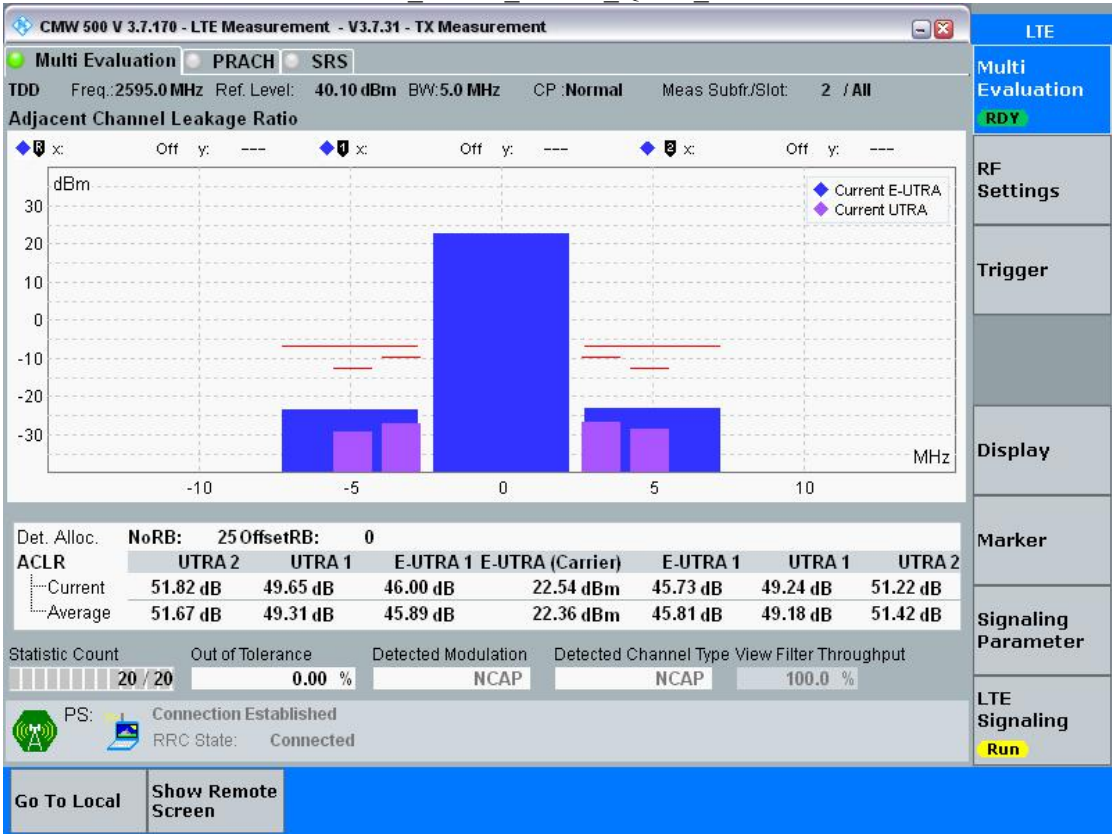 CMW 500 V 3.7.170 - LTE Measurement - V3.7.31 - TX Measurement
LTE
Multi Evaluation PRACH SRS
TDD Freq.:2595.0 MHz Ref. Level: 40.10 dBm BW:5.0 MHz CP :Normal Meas Subfr./Slot: 2 / All
Adjacent Channel Leakage Ratio
R x: Off y: --- 1 x: Off y: --- 2 x: Off y: ---
dBm
Current E-UTRA
Current UTRA
30
20
10
0
-10
-20
-30
MHz
-10 -5 0 5 10
Det. Alloc. NoRB: 25 OffsetRB: 0
ACLR UTRA 2 UTRA 1 E-UTRA 1 E-UTRA (Carrier) E-UTRA 1 UTRA 1 UTRA 2
Current 51.82 dB 49.65 dB 46.00 dB 22.54 dBm 45.73 dB 49.24 dB 51.22 dB
Average 51.67 dB 49.31 dB 45.89 dB 22.36 dBm 45.81 dB 49.18 dB 51.42 dB
Statistic Count Out of Tolerance Detected Modulation Detected Channel Type View Filter Throughput
20 / 20 0.00 % NCAP NCAP 100.0 %
PS: Connection Established
RRC State: Connected
Multi
Evaluation
RDY
RF
Settings
Trigger
Display
Marker
Signaling
Parameter
LTE
Signaling
Run
Go To Local
Show Remote
Screen